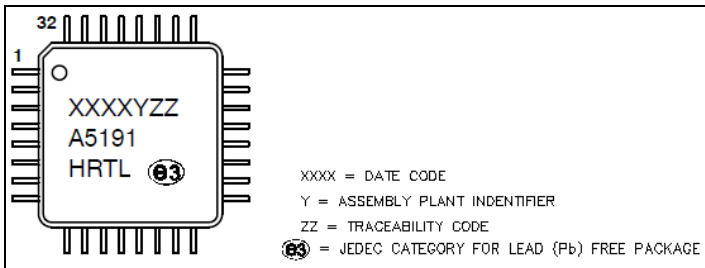 32
1
XXXXYZZ
A5191
HRTL e3
XXXX = DATE CODE
Y = ASSEMBLY PLANT INDENTIFIER
ZZ = TRACEABILITY CODE
e3 = JEDEC CATEGORY FOR LEAD (Pb) FREE PACKAGE